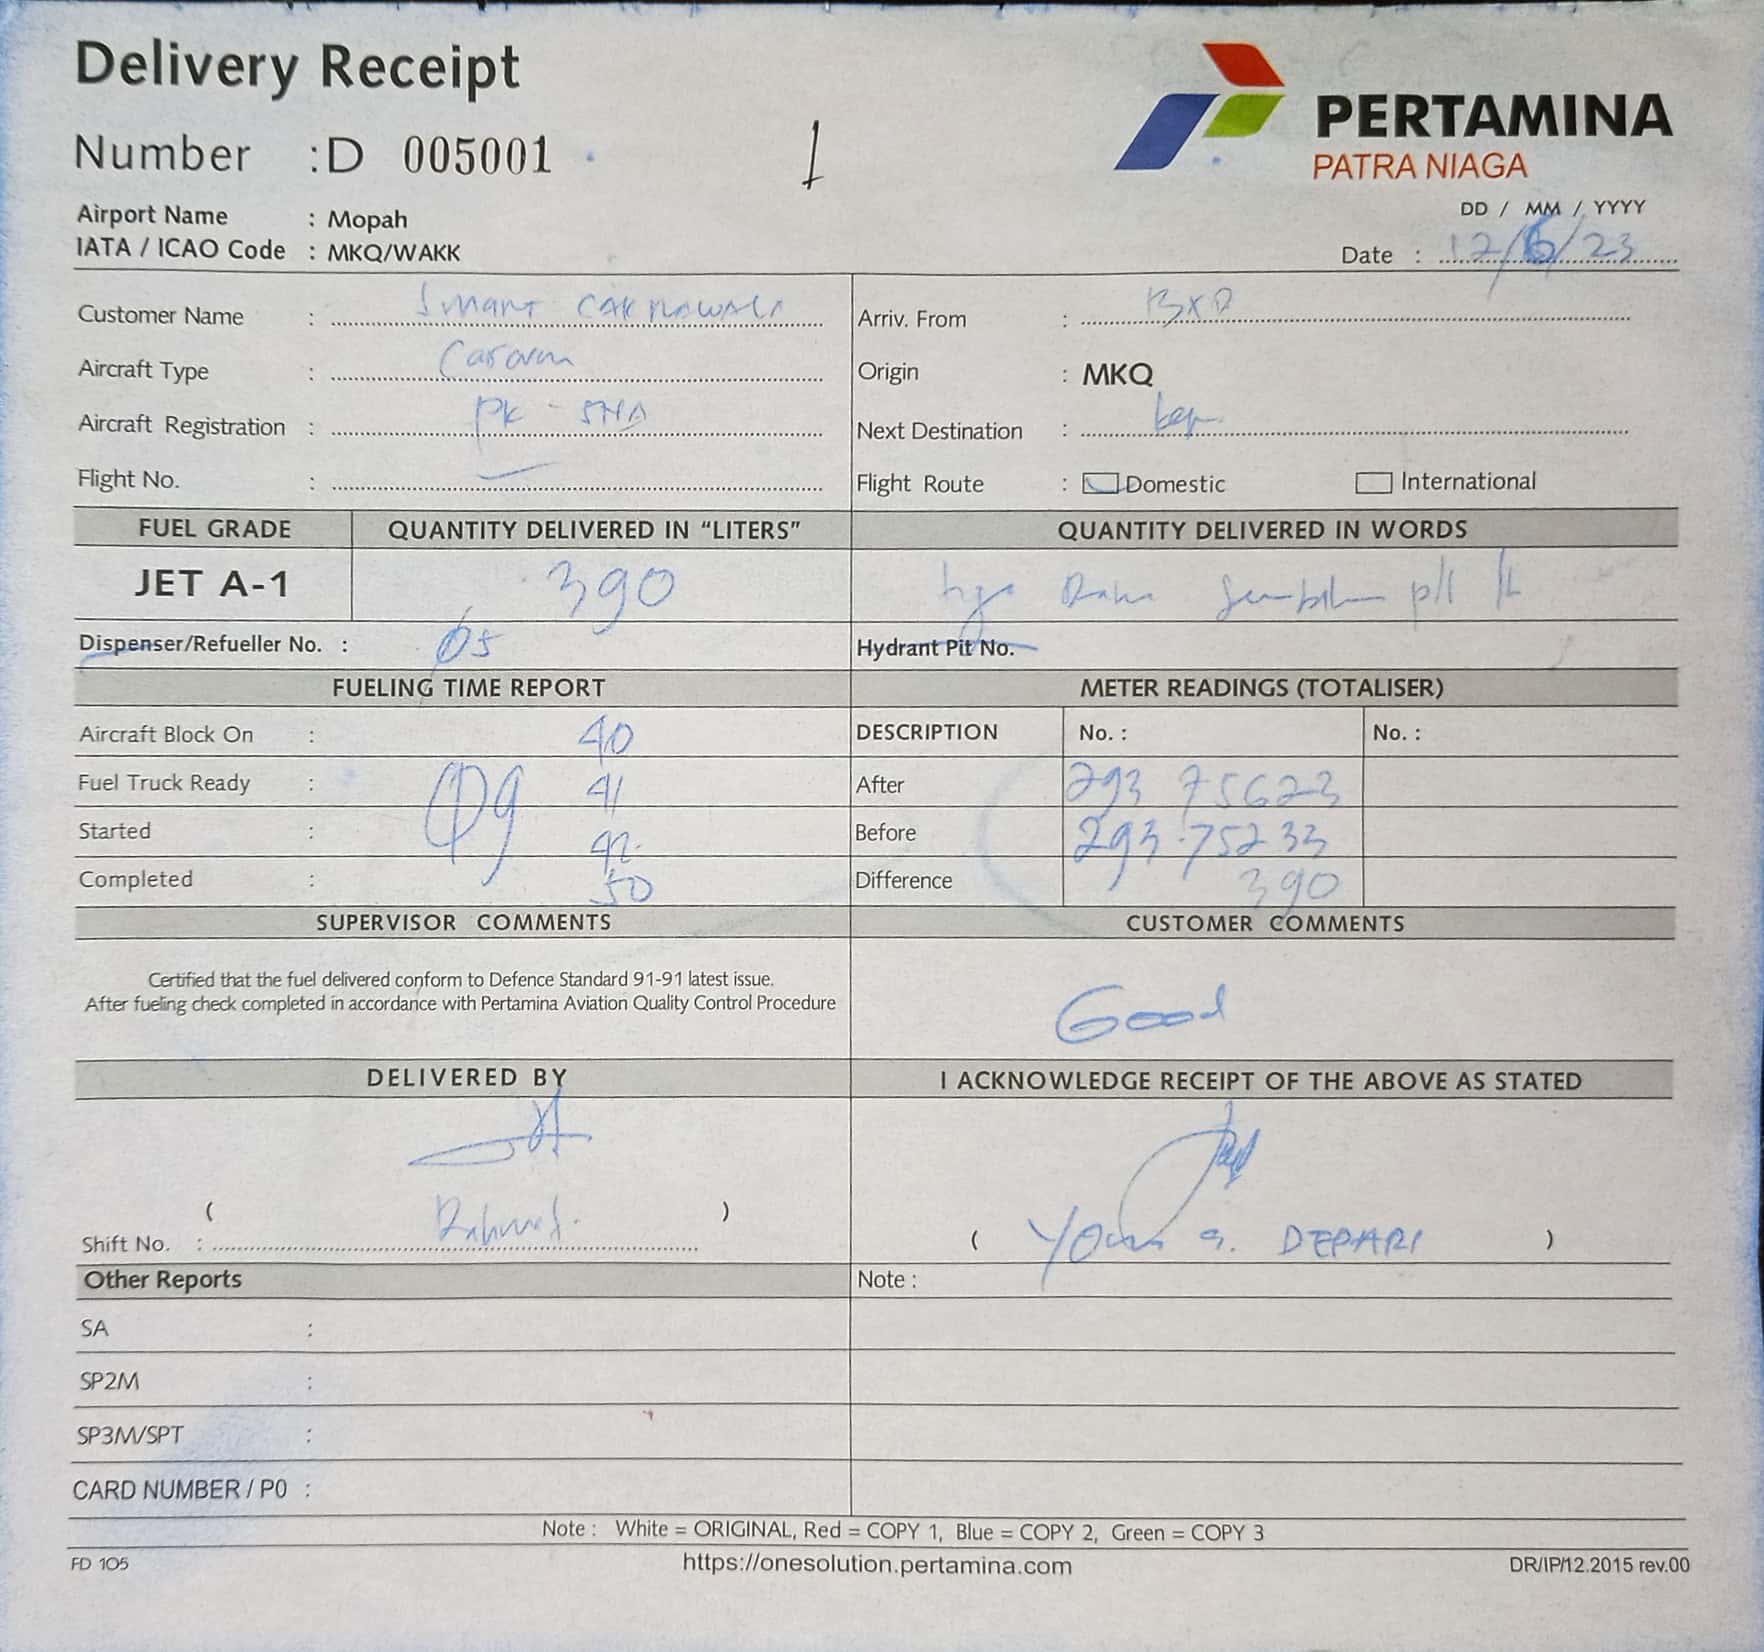 Delivery Receipt
Number :D 005001
1
PERTAMINA
PATRA NIAGA
Airport Name : Mopah
IATA / ICAO Code : MKQ/WAKK
DD / MM / YYYY
Date : 12/6/23
Customer Name : Smart CAKRAWALA
Arriv. From : BXD
Aircraft Type : Caravan
Origin : MKQ
Aircraft Registration : PK - SNA
Next Destination :
Flight No. :
Flight Route : Domestic International
FUEL GRADE QUANTITY DELIVERED IN “LITERS” QUANTITY DELIVERED IN WORDS
JET A-1 390
Dispenser/Refueller No. : 05 Hydrant Pit No.
FUELING TIME REPORT METER READINGS (TOTALISER)
Aircraft Block On : 40 DESCRIPTION No. : No. :
Fuel Truck Ready : 09 41 After 293 75623
Started : 42 Before 293.75233
Completed : 50 Difference 390
SUPERVISOR COMMENTS CUSTOMER COMMENTS
Certified that the fuel delivered conform to Defence Standard 91-91 latest issue.
After fueling check completed in accordance with Pertamina Aviation Quality Control Procedure
Good
DELIVERED BY I ACKNOWLEDGE RECEIPT OF THE ABOVE AS STATED
( Rahmat. )
Shift No. :
( G. DEPARI )
Other Reports Note :
SA :
SP2M :
SP3M/SPT :
CARD NUMBER / P0 :
Note : White = ORIGINAL, Red = COPY 1, Blue = COPY 2, Green = COPY 3
FD 105 https://onesolution.pertamina.com DR/IP/12.2015 rev.00